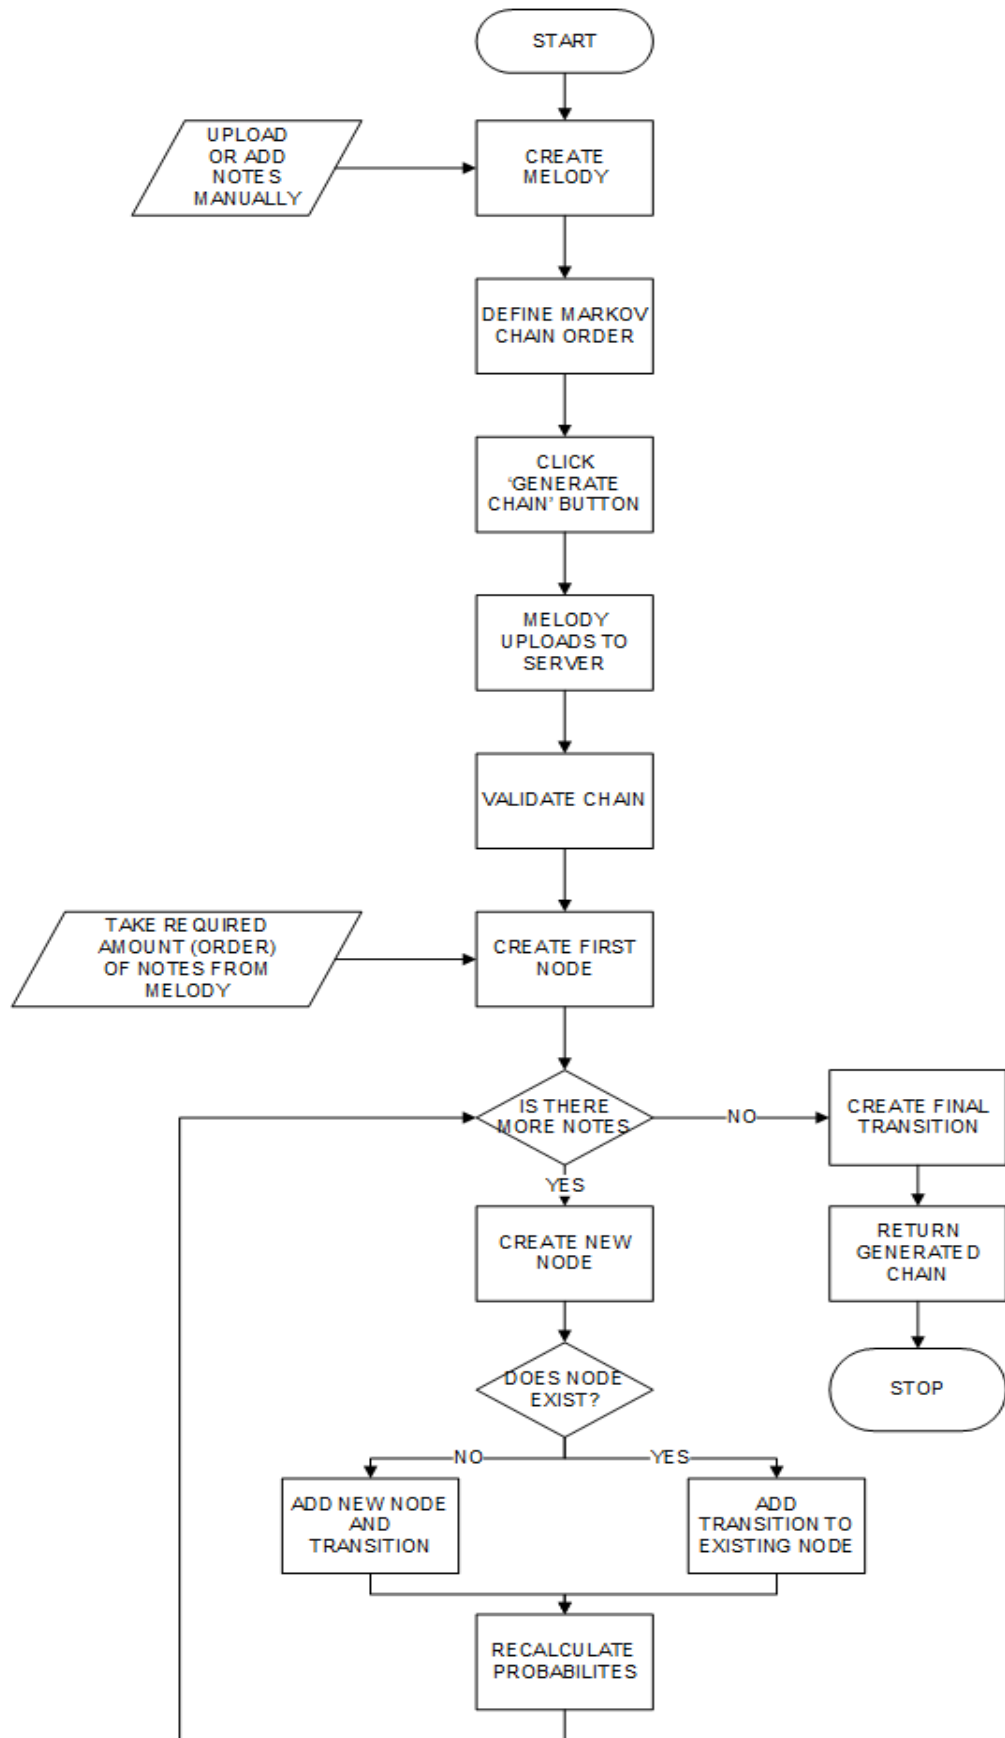 START
UPLOAD
OR ADD
NOTES
MANUALLY
CREATE
MELODY
DEFINE MARKOV
CHAIN ORDER
CLICK
‘GENERATE
CHAIN’ BUTTON
MELODY
UPLOADS TO
SERVER
VALIDATE CHAIN
TAKE REQUIRED
AMOUNT (ORDER)
OF NOTES FROM
MELODY
CREATE FIRST
NODE
IS THERE
MORE NOTES
NO
CREATE FINAL
TRANSITION
YES
CREATE NEW
NODE
RETURN
GENERATED
CHAIN
DOES NODE
EXIST?
STOP
NO
YES
ADD NEW NODE
AND
TRANSITION
ADD
TRANSITION TO
EXISTING NODE
RECALCULATE
PROBABILITES